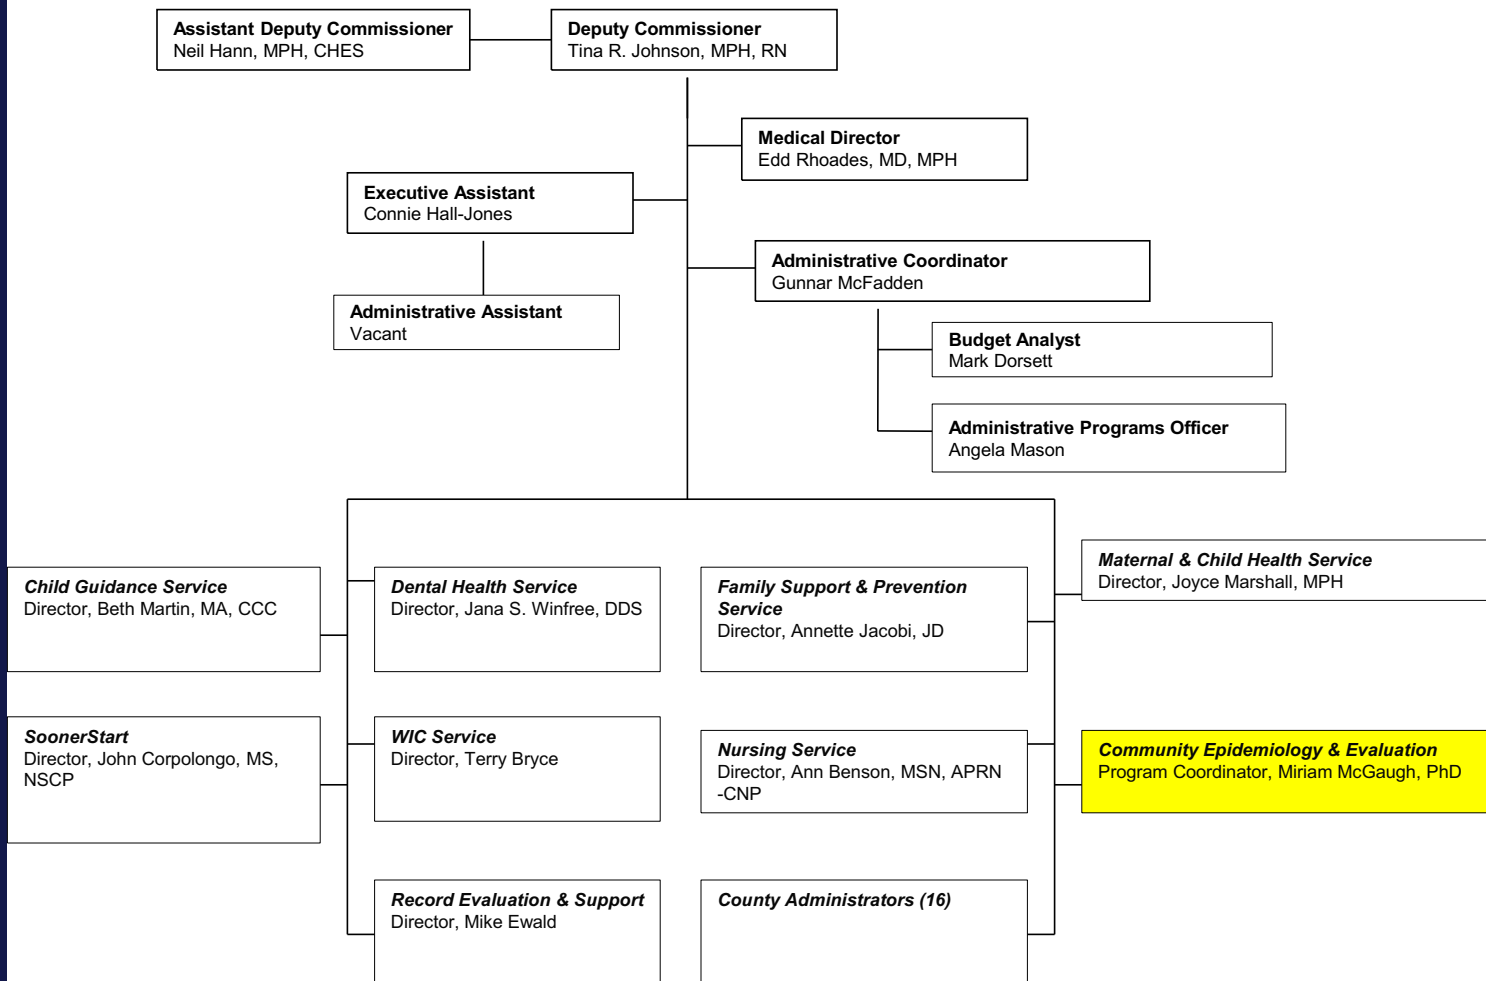 Assistant Deputy Commissioner
Neil Hann, MPH, CHES
Deputy Commissioner
Tina R. Johnson, MPH, RN
Medical Director
Edd Rhoades, MD, MPH
Executive Assistant
Connie Hall-Jones
Administrative Coordinator
Gunnar McFadden
Administrative Assistant
Vacant
Budget Analyst
Mark Dorsett
Administrative Programs Officer
Angela Mason
Child Guidance Service
Director, Beth Martin, MA, CCC
Dental Health Service
Director, Jana S. Winfree, DDS
Family Support & Prevention
Service
Director, Annette Jacobi, JD
Maternal & Child Health Service
Director, Joyce Marshall, MPH
SoonerStart
Director, John Corpolongo, MS,
NSCP
WIC Service
Director, Terry Bryce
Nursing Service
Director, Ann Benson, MSN, APRN
-CNP
Community Epidemiology & Evaluation
Program Coordinator, Miriam McGaugh, PhD
Record Evaluation & Support
Director, Mike Ewald
County Administrators (16)